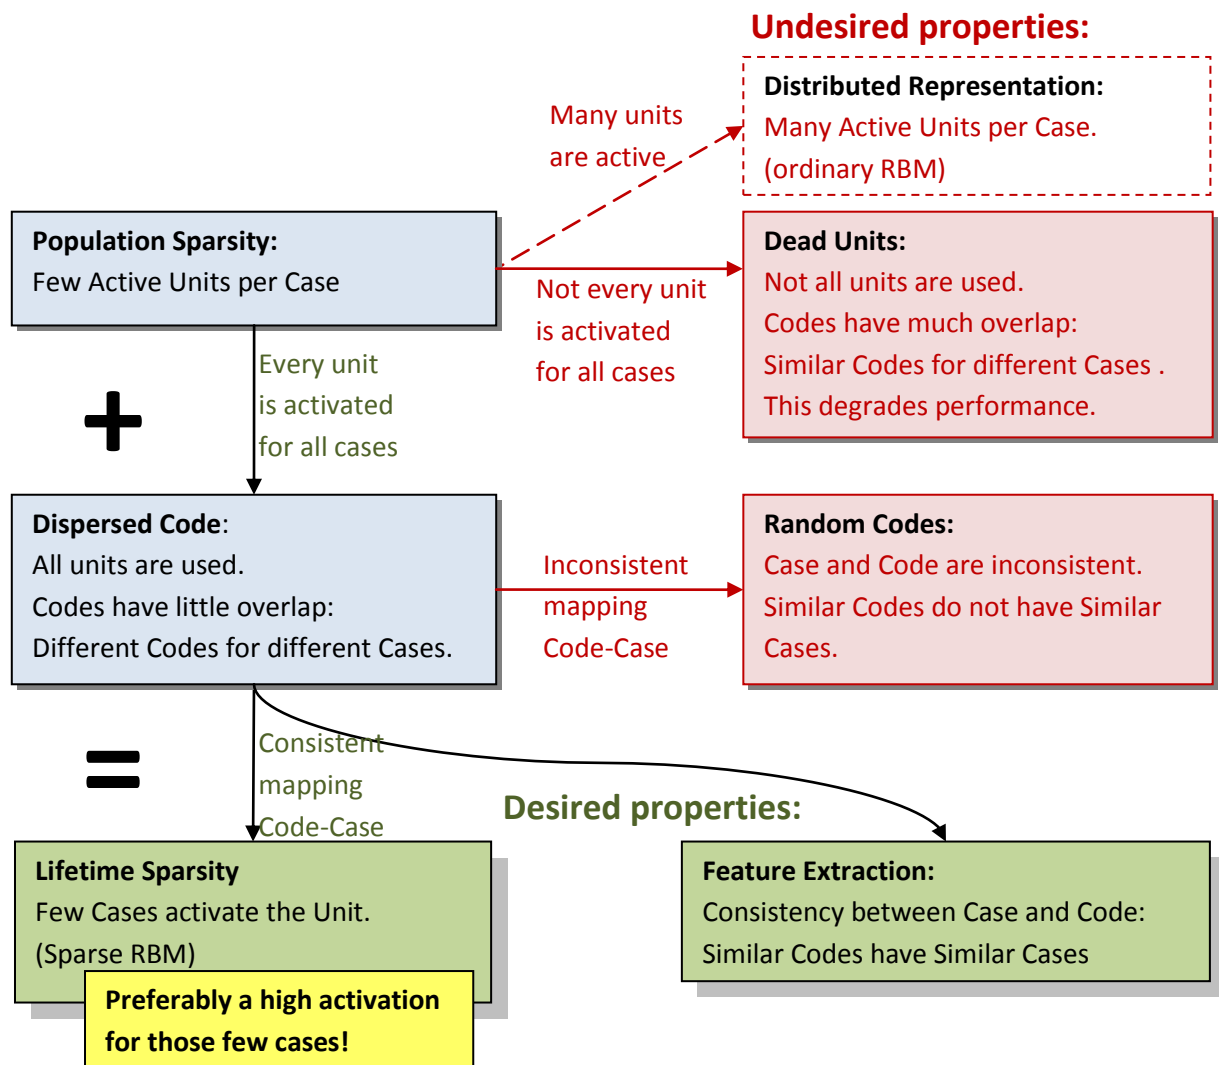 Undesired properties:
Distributed Representation:
Many Active Units per Case.
(ordinary RBM)
Many units
are active
Population Sparsity:
Few Active Units per Case
Not every unit
is activated
for all cases
Dead Units:
Not all units are used.
Codes have much overlap:
Similar Codes for different Cases .
This degrades performance.
Every unit
is activated
for all cases
+
Dispersed Code:
All units are used.
Codes have little overlap:
Different Codes for different Cases.
Inconsistent
mapping
Code-Case
Random Codes:
Case and Code are inconsistent.
Similar Codes do not have Similar
Cases.
=
Consistent
mapping
Code-Case
Desired properties:
Lifetime Sparsity
Few Cases activate the Unit.
(Sparse RBM)
Preferably a high activation
for those few cases!
Feature Extraction:
Consistency between Case and Code:
Similar Codes have Similar Cases